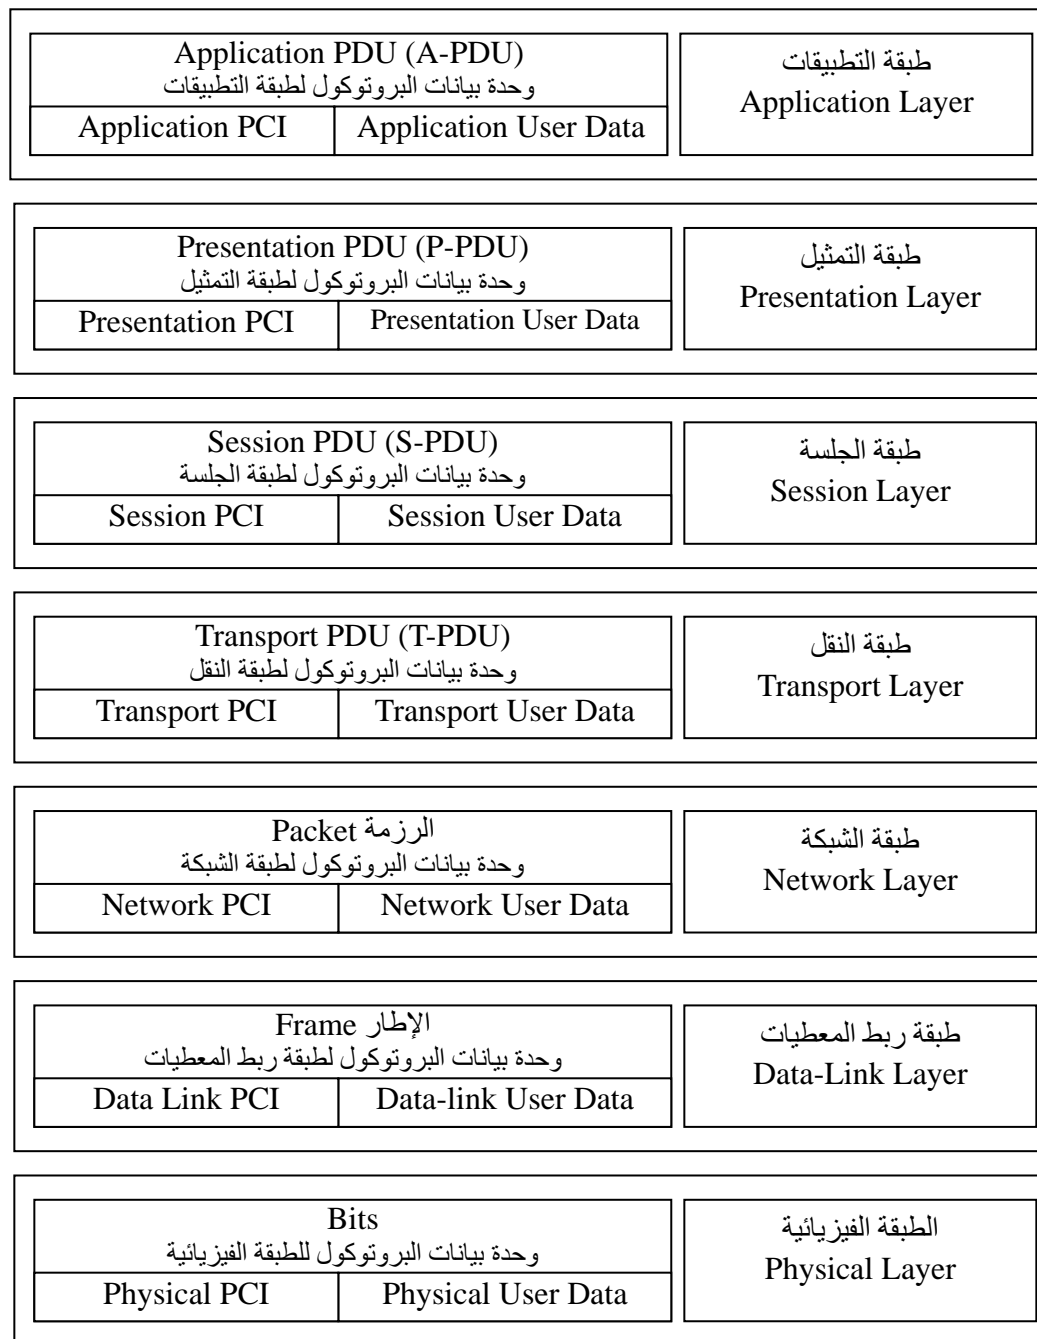 Application PDU (A-PDU)
وحدة بيانات البروتوكول لطبقة التطبيقات
Application PCI
Application User Data
طبقة التطبيقات
Application Layer
Presentation PDU (P-PDU)
وحدة بيانات البروتوكول لطبقة التمثيل
Presentation PCI
Presentation User Data
طبقة التمثيل
Presentation Layer
Session PDU (S-PDU)
وحدة بيانات البروتوكول لطبقة الجلسة
Session PCI
Session User Data
طبقة الجلسة
Session Layer
Transport PDU (T-PDU)
وحدة بيانات البروتوكول لطبقة النقل
Transport PCI
Transport User Data
طبقة النقل
Transport Layer
الرزمة Packet
وحدة بيانات البروتوكول لطبقة الشبكة
Network PCI
Network User Data
طبقة الشبكة
Network Layer
الإطار Frame
وحدة بيانات البروتوكول لطبقة ربط المعطيات
Data Link PCI
Data-link User Data
طبقة ربط المعطيات
Data-Link Layer
Bits
وحدة بيانات البروتوكول للطبقة الفيزيائية
Physical PCI
Physical User Data
الطبقة الفيزيائية
Physical Layer